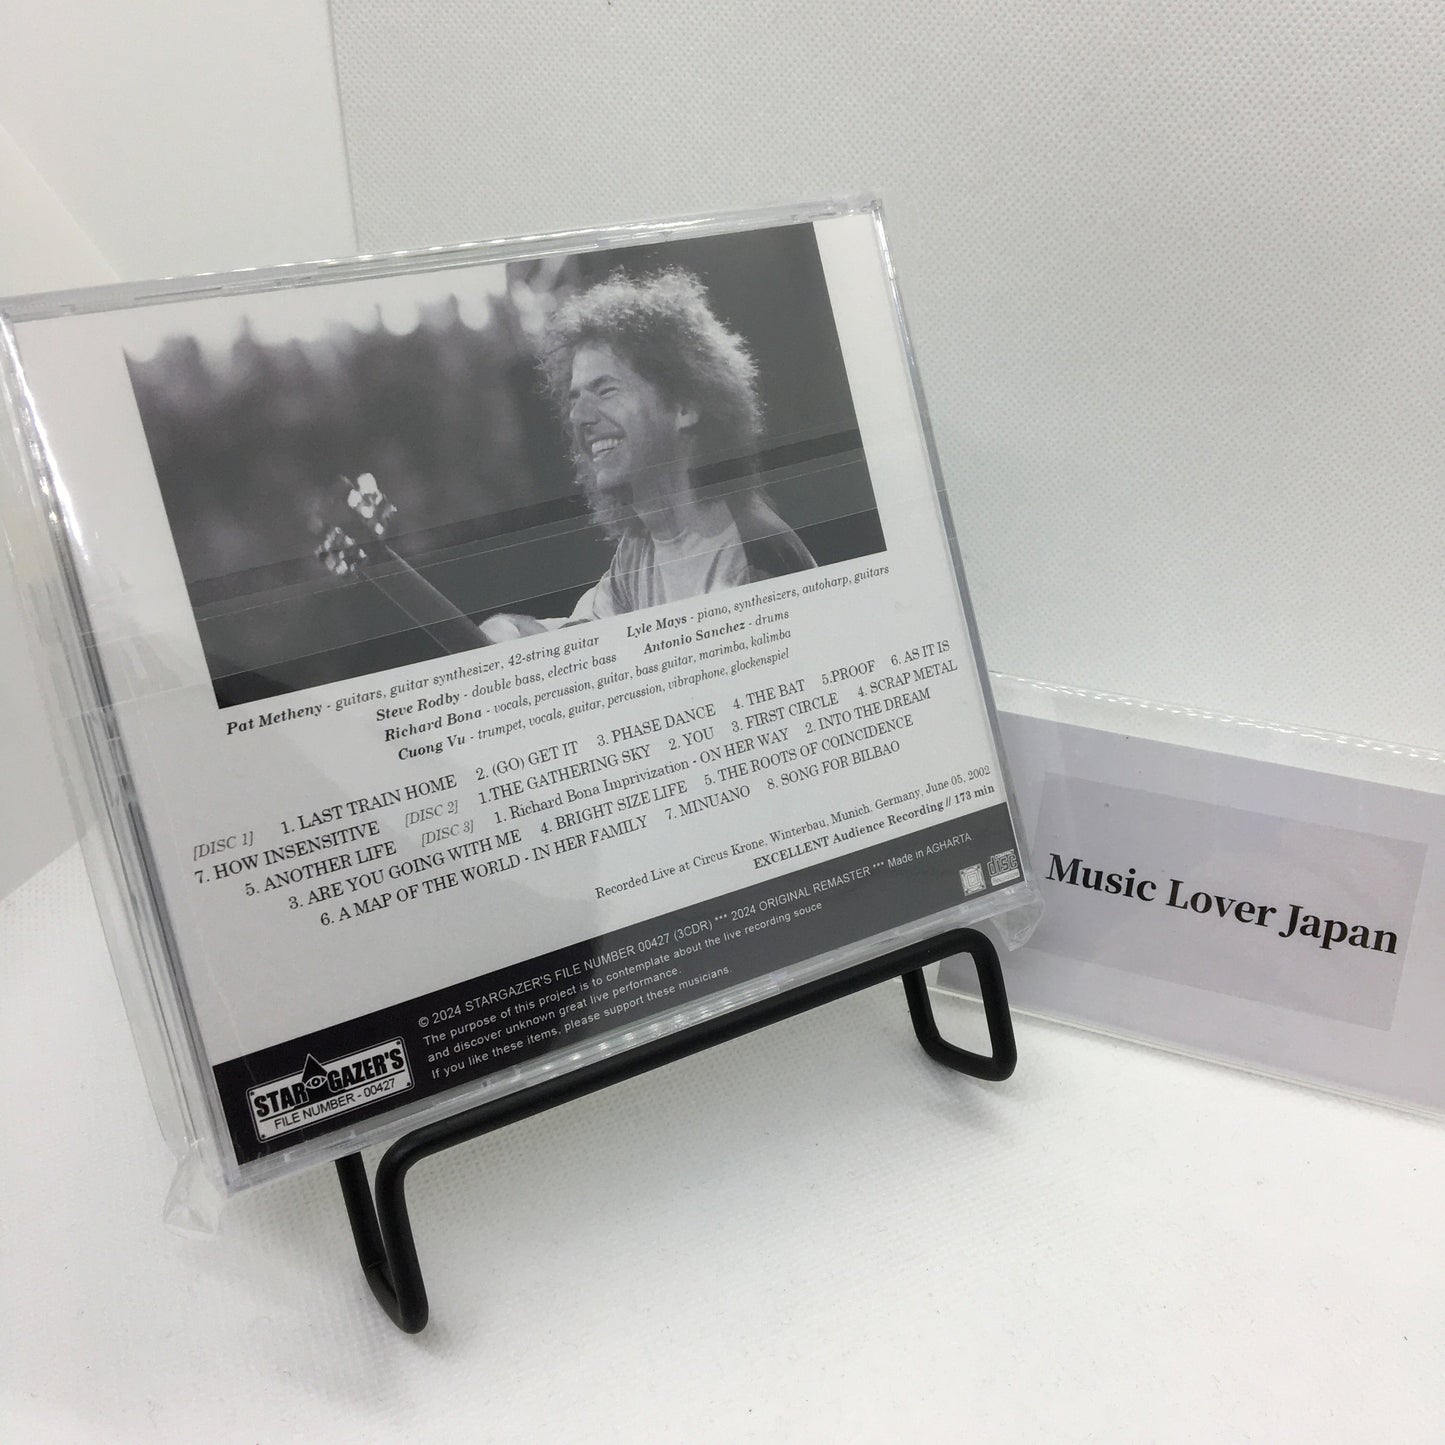 Pat Metheny - guitars, guitar synthesizer, 42-string guitar Lyle Mays - piano, synthesizers, autoharp, guitars
Steve Rodby - double bass, electric bass Antonio Sanchez - drums
Richard Bona - vocals, percussion, guitar, bass guitar, marimba, kalimba
Cuong Vu - trumpet, vocals, guitar, percussion, vibraphone, glockenspiel
[DISC 1] 1. LAST TRAIN HOME 2. (GO) GET IT 3. PHASE DANCE 4. THE BAT 5.PROOF 6. AS IT IS
7. HOW INSENSITIVE [DISC 2] 1.THE GATHERING SKY 2. YOU 3. FIRST CIRCLE 4. SCRAP METAL
5. ANOTHER LIFE [DISC 3] 1. Richard Bona Imprivization - ON HER WAY 2. INTO THE DREAM
3. ARE YOU GOING WITH ME 4. BRIGHT SIZE LIFE 5. THE ROOTS OF COINCIDENCE
6. A MAP OF THE WORLD - IN HER FAMILY 7. MINUANO 8. SONG FOR BILBAO
Recorded Live at Circus Krone, Winterbau, Munich, Germany, June 05, 2002
EXCELLENT Audience Recording // 173 min
© 2024 STARGAZER'S FILE NUMBER 00427 (3CDR) *** 2024 ORIGINAL REMASTER *** Made in AGHARTA
The purpose of this project is to contemplate about the live recording souce
and discover unknown great live performance.
If you like these items, please support these musicians.
STARGAZER'S
FILE NUMBER - 00427
COMPACT
disc
Music Lover Japan